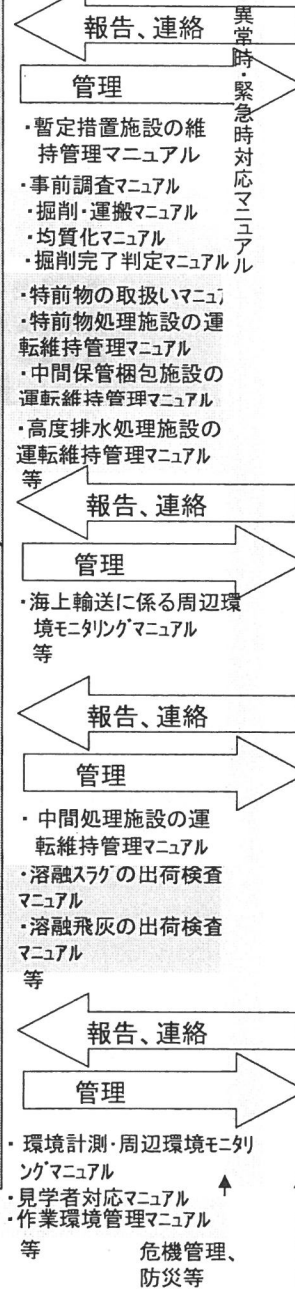 報告、連絡
異常時・緊急時対応マニュアル
管理
・暫定措置施設の維
持管理マニュアル
・事前調査マニュアル
・掘削・運搬マニュアル
・均質化マニュアル
・掘削完了判定マニュアル
・特前物の取扱いマニュア
・特前物処理施設の運
転維持管理マニュアル
・中間保管梱包施設の
運転維持管理マニュアル
・高度排水処理施設の
運転維持管理マニュアル
等
報告、連絡
管理
・海上輸送に係る周辺環
境モニタリングマニュアル
等
報告、連絡
管理
・中間処理施設の運
転維持管理マニュアル
・溶融スラグの出荷検査
マニュアル
・溶融飛灰の出荷検査
マニュアル
等
報告、連絡
管理
・環境計測・周辺環境モニタリ
ングマニュアル
・見学者対応マニュアル
・作業環境管理マニュアル
等
危機管理、
防災等